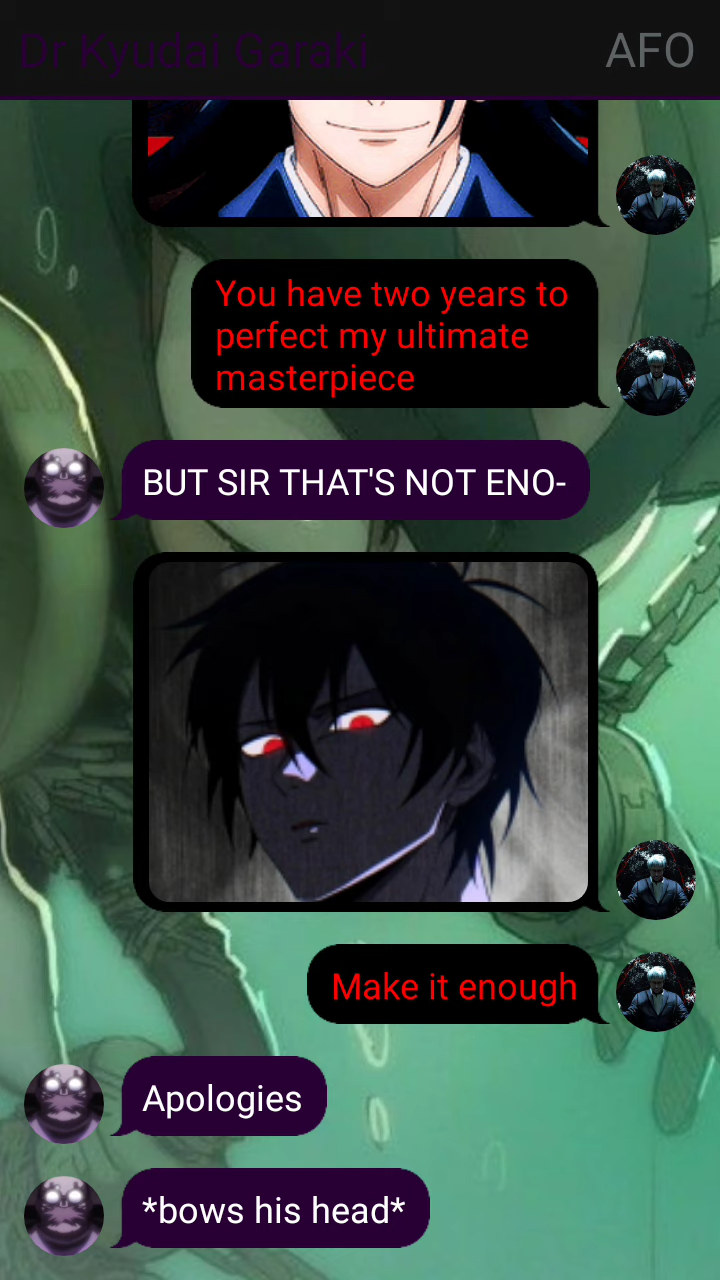 Dr Kyudai Garaki
AFO
You have two years to
perfect my ultimate
masterpiece
BUT SIR THAT'S NOT ENO-
Make it enough
Apologies
*bows his head*